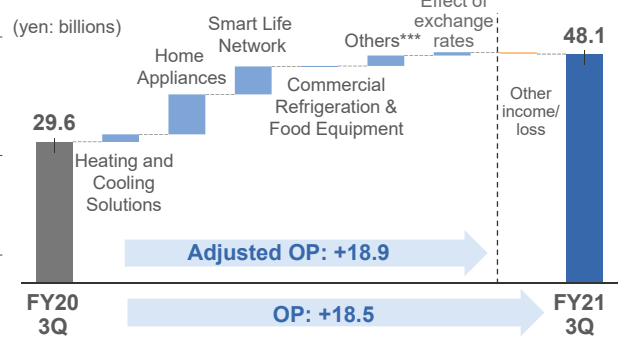 (yen: billions)
29.6
Heating and
Cooling
Solutions
Home
Appliances
Smart Life
Network
Commercial
Refrigeration &
Food Equipment
Others***
Effect of
exchange
rates
Other
income/
loss
48.1
Adjusted OP: +18.9
OP: +18.5
FY20
3Q
FY21
3Q